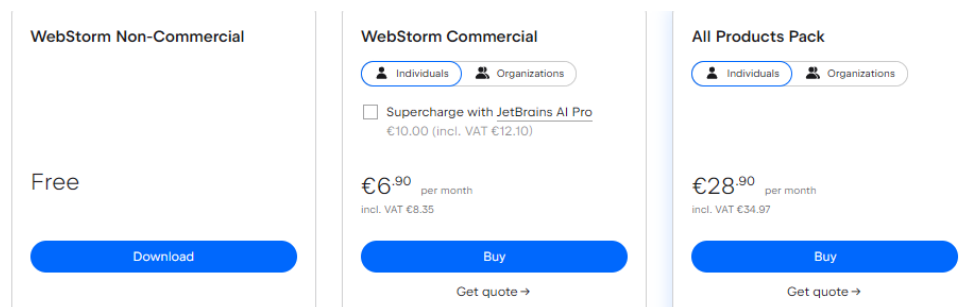 WebStorm Non-Commercial
Free
Download
WebStorm Commercial
Individuals
Organizations
Supercharge with JetBrains AI Pro
€10.00 (incl. VAT €12.10)
€6.90 per month
incl. VAT €8.35
Buy
Get quote→
All Products Pack
Individuals
Organizations
€28.90 per month
incl. VAT €34.97
Buy
Get quote→